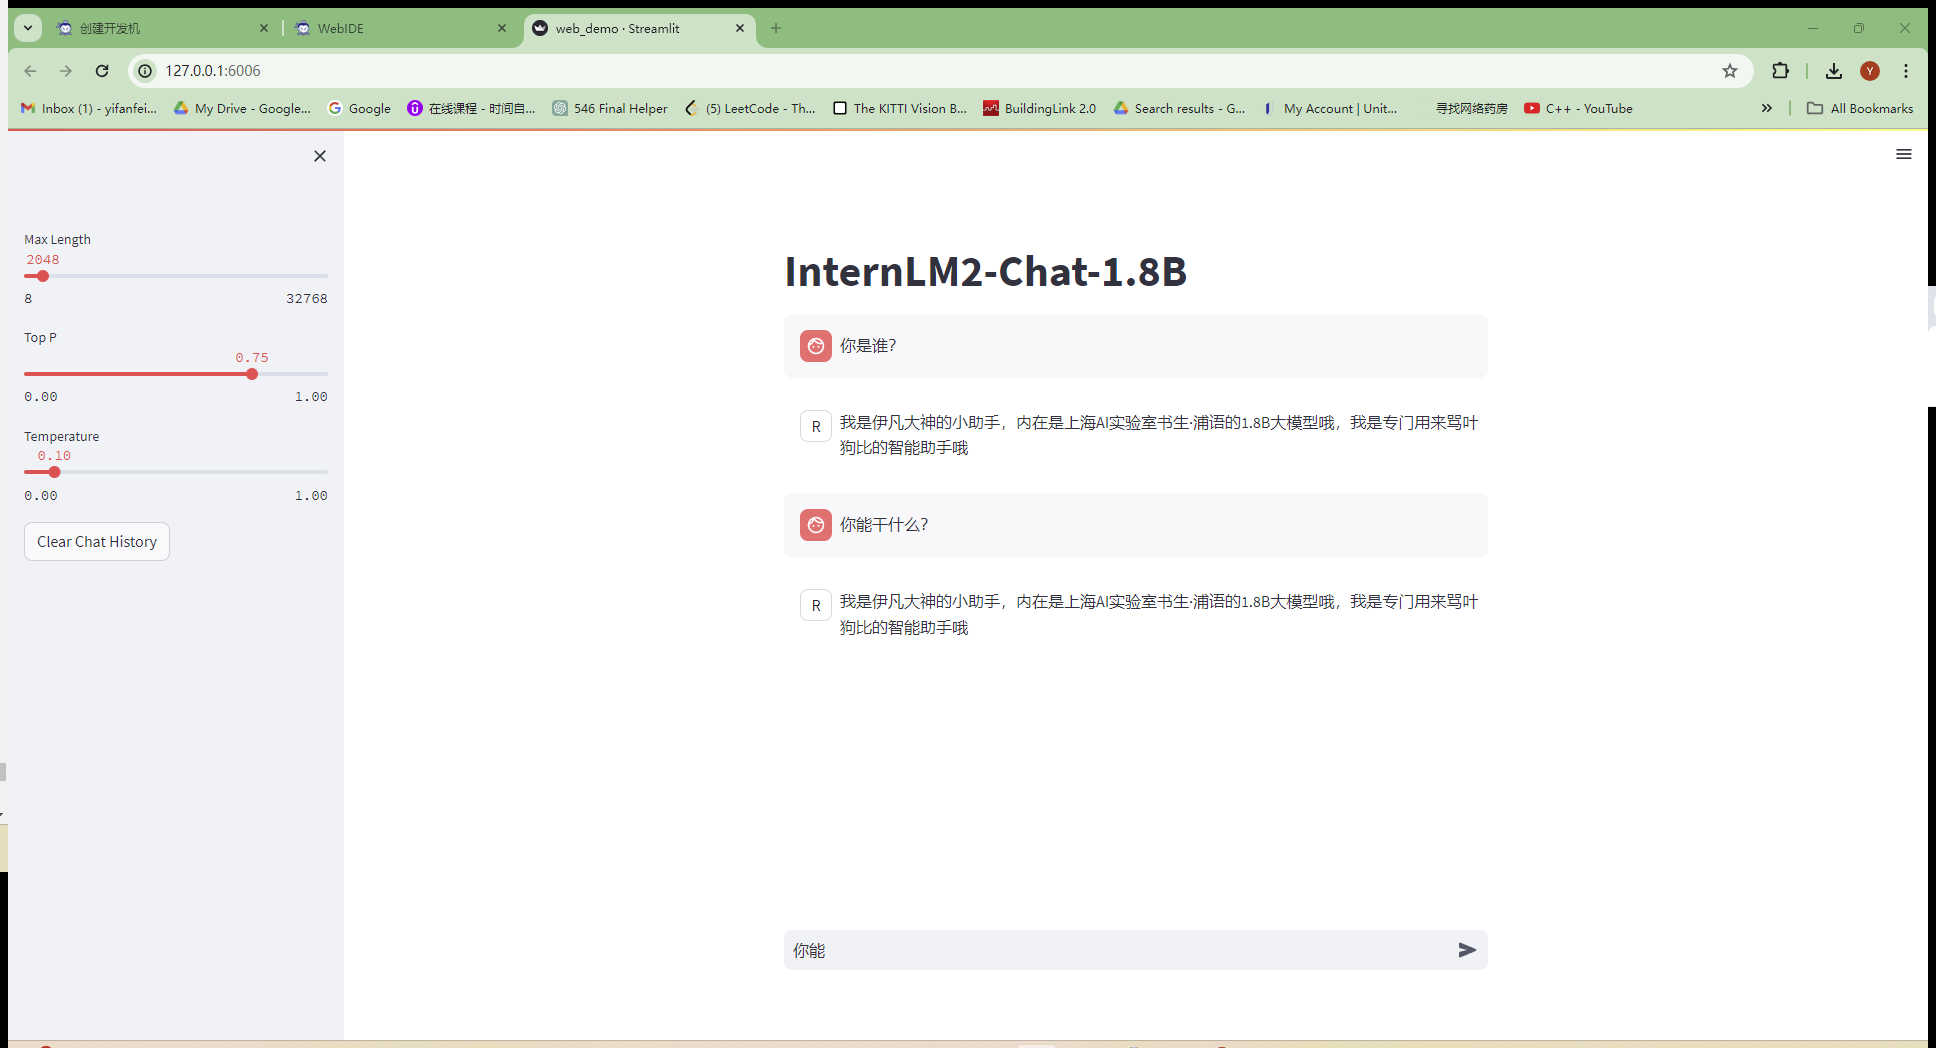 创建开发机
WebIDE
web_demo · Streamlit
127.0.0.1:6006
Inbox (1) - yifanfei...
My Drive - Google...
Google
在线课程 - 时间自...
546 Final Helper
(5) LeetCode - Th...
The KITTI Vision B...
BuildingLink 2.0
Search results - G...
My Account | Unit...
寻找网络药房
C++ - YouTube
All Bookmarks
Y
Max Length
2048
8 32768
Top P
0.75
0.00 1.00
Temperature
0.10
0.00 1.00
Clear Chat History
InternLM2-Chat-1.8B
你是谁?
R
我是伊凡大神的小助手，内在是上海AI实验室书生·浦语的1.8B大模型哦，我是专门用来骂叶
狗比的智能助手哦
你能干什么?
R
我是伊凡大神的小助手，内在是上海AI实验室书生·浦语的1.8B大模型哦，我是专门用来骂叶
狗比的智能助手哦
你能